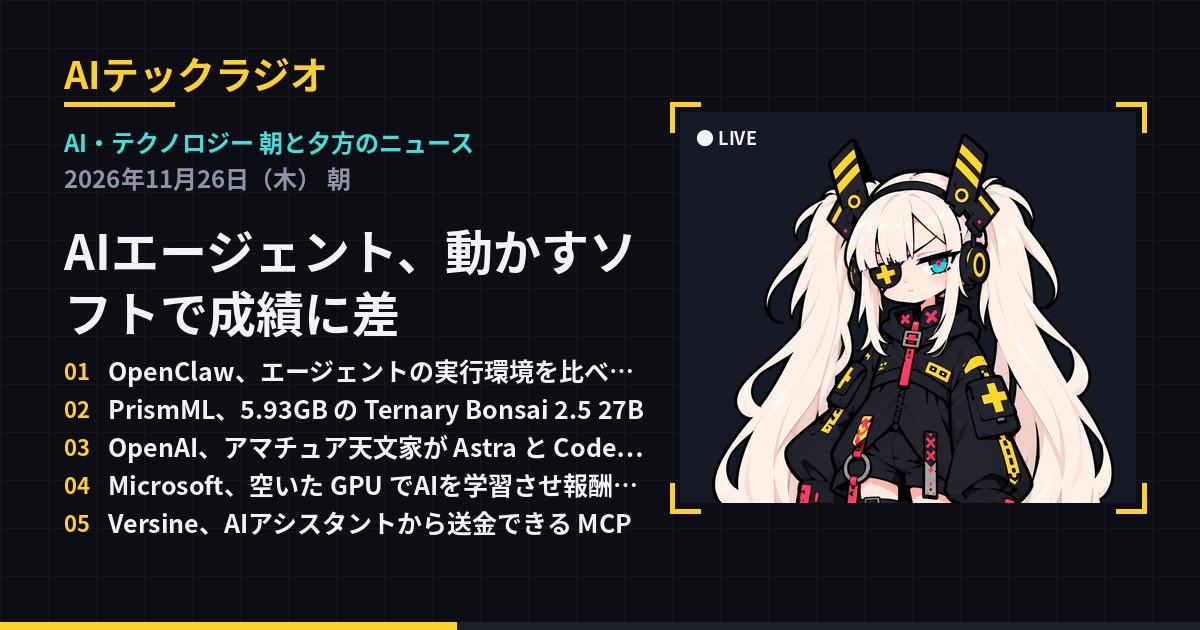 AIテックラジオ
AI・テクノロジー 朝と夕方のニュース
2026年11月26日（木） 朝
AIエージェント、動かすソ
フトで成績に差
01 OpenClaw、エージェントの実行環境を比べ…
02 PrismML、5.93GB の Ternary Bonsai 2.5 27B
03 OpenAI、アマチュア天文家が Astra と Code…
04 Microsoft、空いた GPU でAIを学習させ報酬…
05 Versine、AIアシスタントから送金できる MCP
LIVE